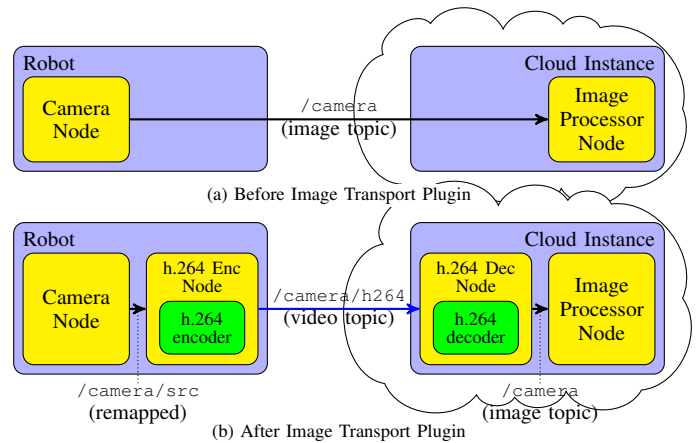 Robot
Cloud Instance
Camera
Node
/camera
(image topic)
Image
Processor
Node
(a) Before Image Transport Plugin
Robot
Cloud Instance
Camera
Node
h.264 Enc
Node
h.264
encoder
/camera/h264
(video topic)
h.264 Dec
Node
h.264
decoder
Image
Processor
Node
/camera/src
(remapped)
/camera
(image topic)
(b) After Image Transport Plugin